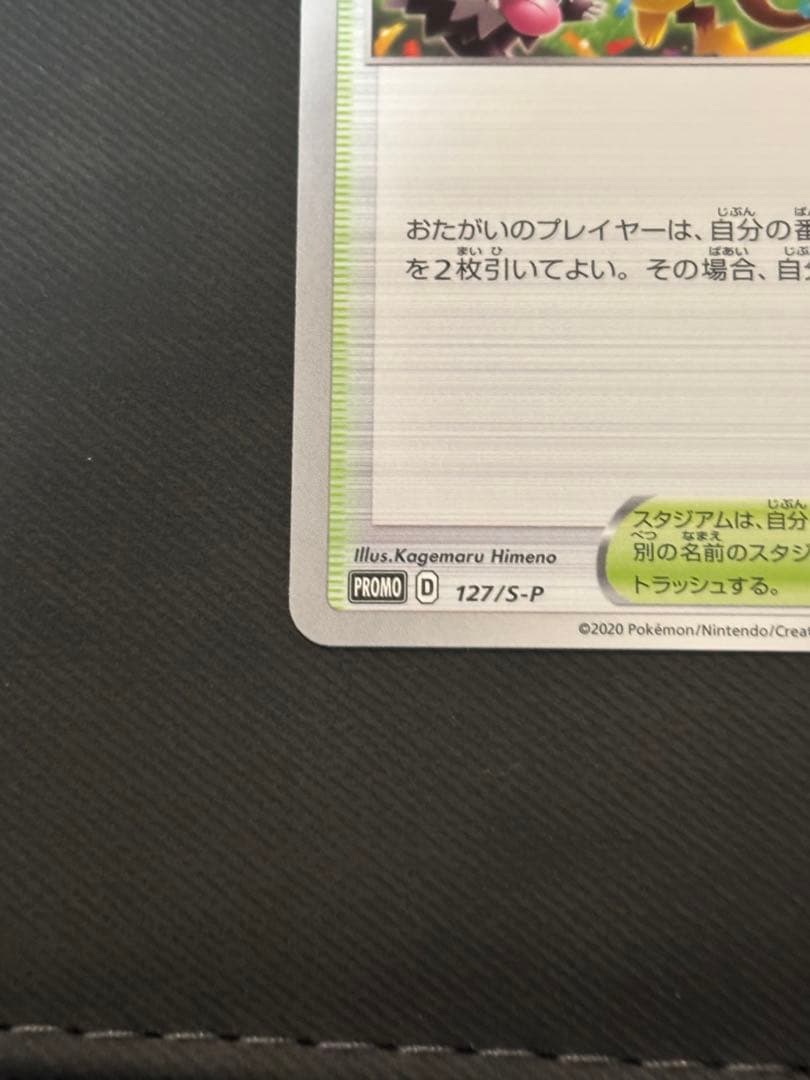 おたがいのプレイヤーは、自分の番
を2枚引いてよい。その場合、自分
Illus.Kagemaru Himeno
スタジアムは、自分
別の名前のスタジ
トラッシュする。
PROMO D 127/S-P
©2020 Pokémon/Nintendo/Creat